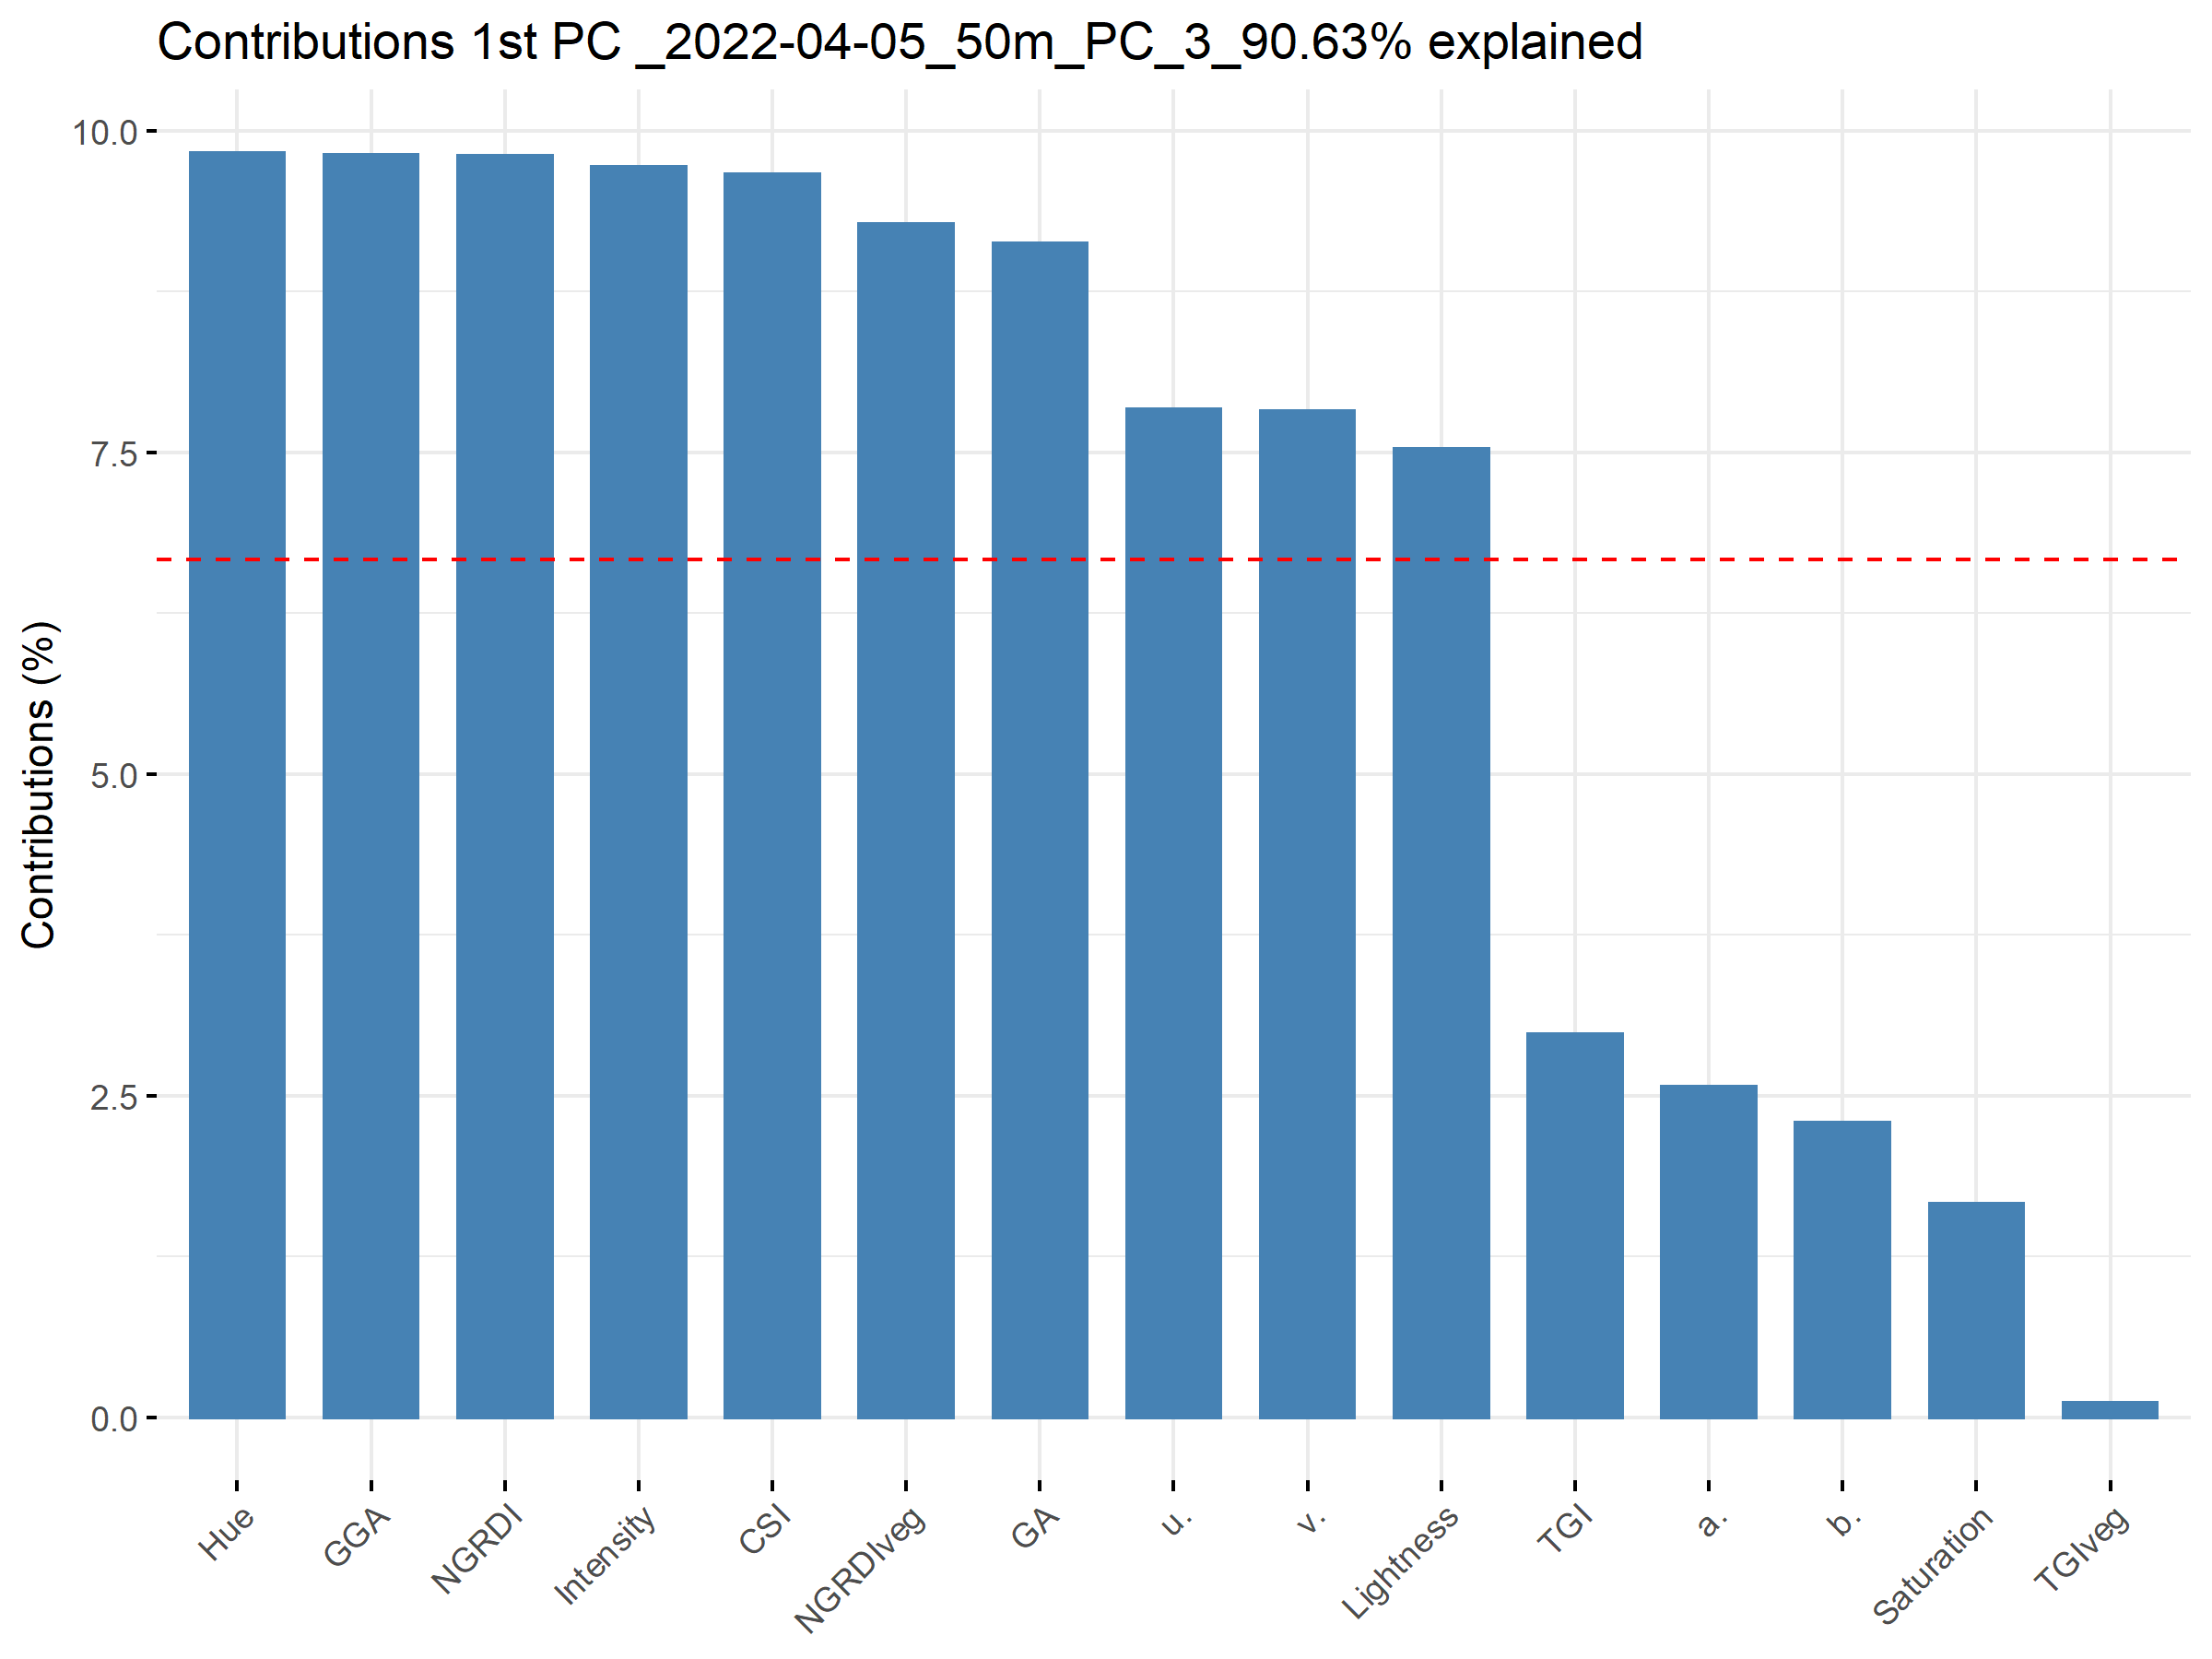 Contributions 1st PC _2022-04-05_50m_PC_3_90.63% explained
Contributions (%)
10.0
7.5
5.0
2.5
0.0
Hue
GGA
NGRDI
Intensity
CSI
NGRDIveg
GA
u.
v.
Lightness
TGI
a.
b.
Saturation
TGIveg